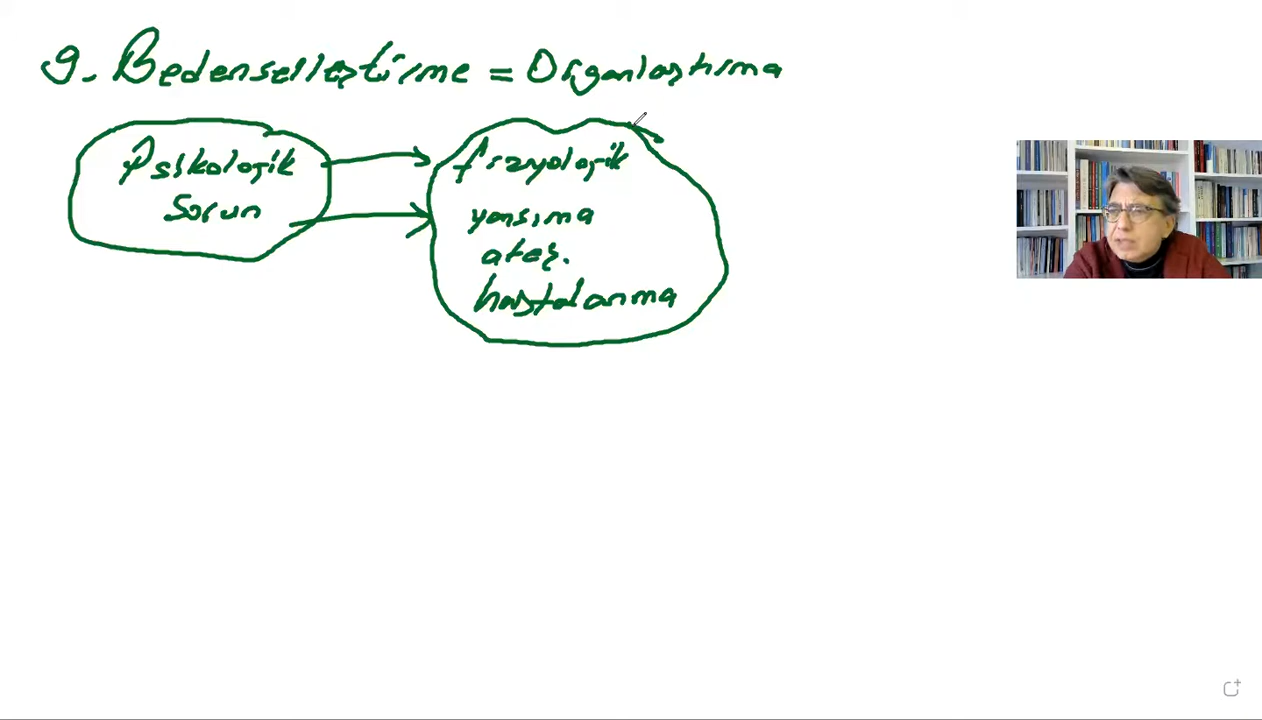 9. Bedenselleştirme = Organlaştırma
Psikolojik
Sorun
fizyolojik
yansıma
ateş.
hastalanma